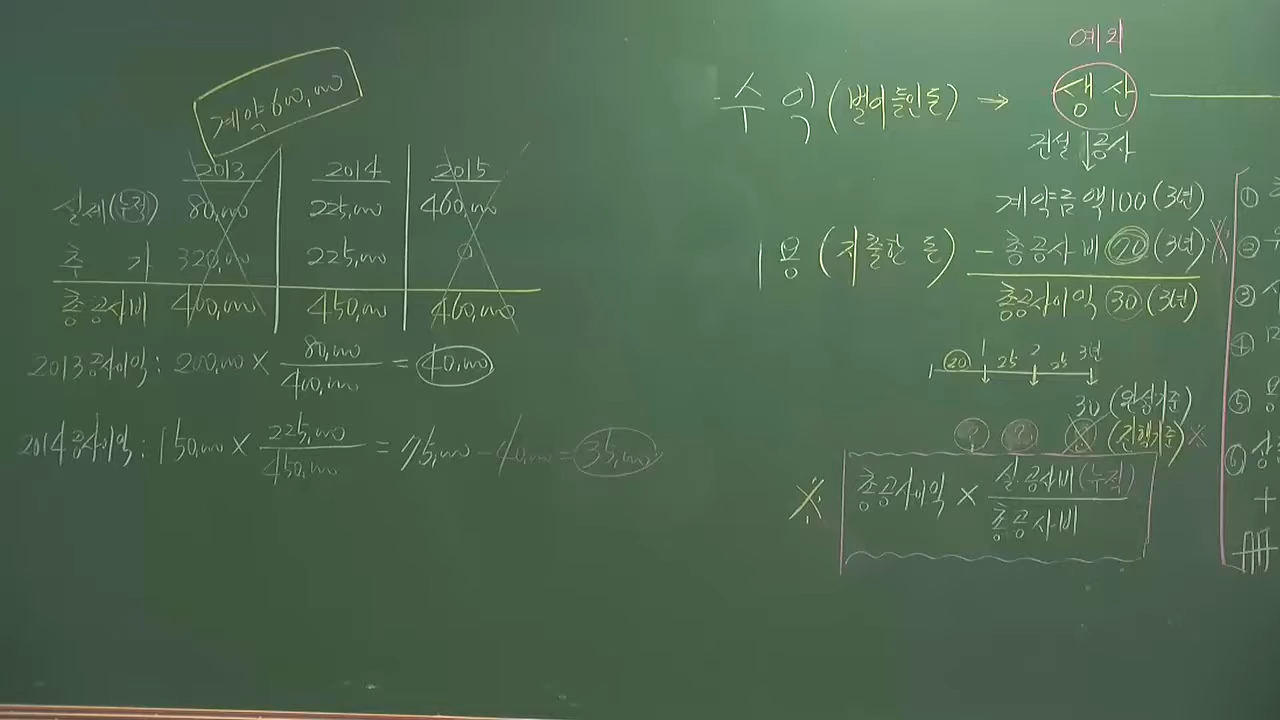 계약 600,000
2013 2014 2015
실제(누적) 80,000 225,000 460,000
추 가 320,000 225,000 0
총공사비 400,000 450,000 460,000
2013공사이익: 200,000 × 80,000 / 400,000 = 40,000
2014공사이익: 150,000 × 225,000 / 450,000 = 75,000 - 40,000 = 35,000
예외
수 익 (벌어들인 돈) → 생 산
건설 ↓ 공사
계약금액 100 (3년)
용 (지출한 돈) - 총공사비 70 (3년) ※
총공사이익 30 (3년)
1 2 3년
20 25 25
30 (완성기준)
? ? (진행기준) ×
※ 총공사이익 × 실공사비(누적) / 총공사비
①
②
③
④
⑤
⑥
+